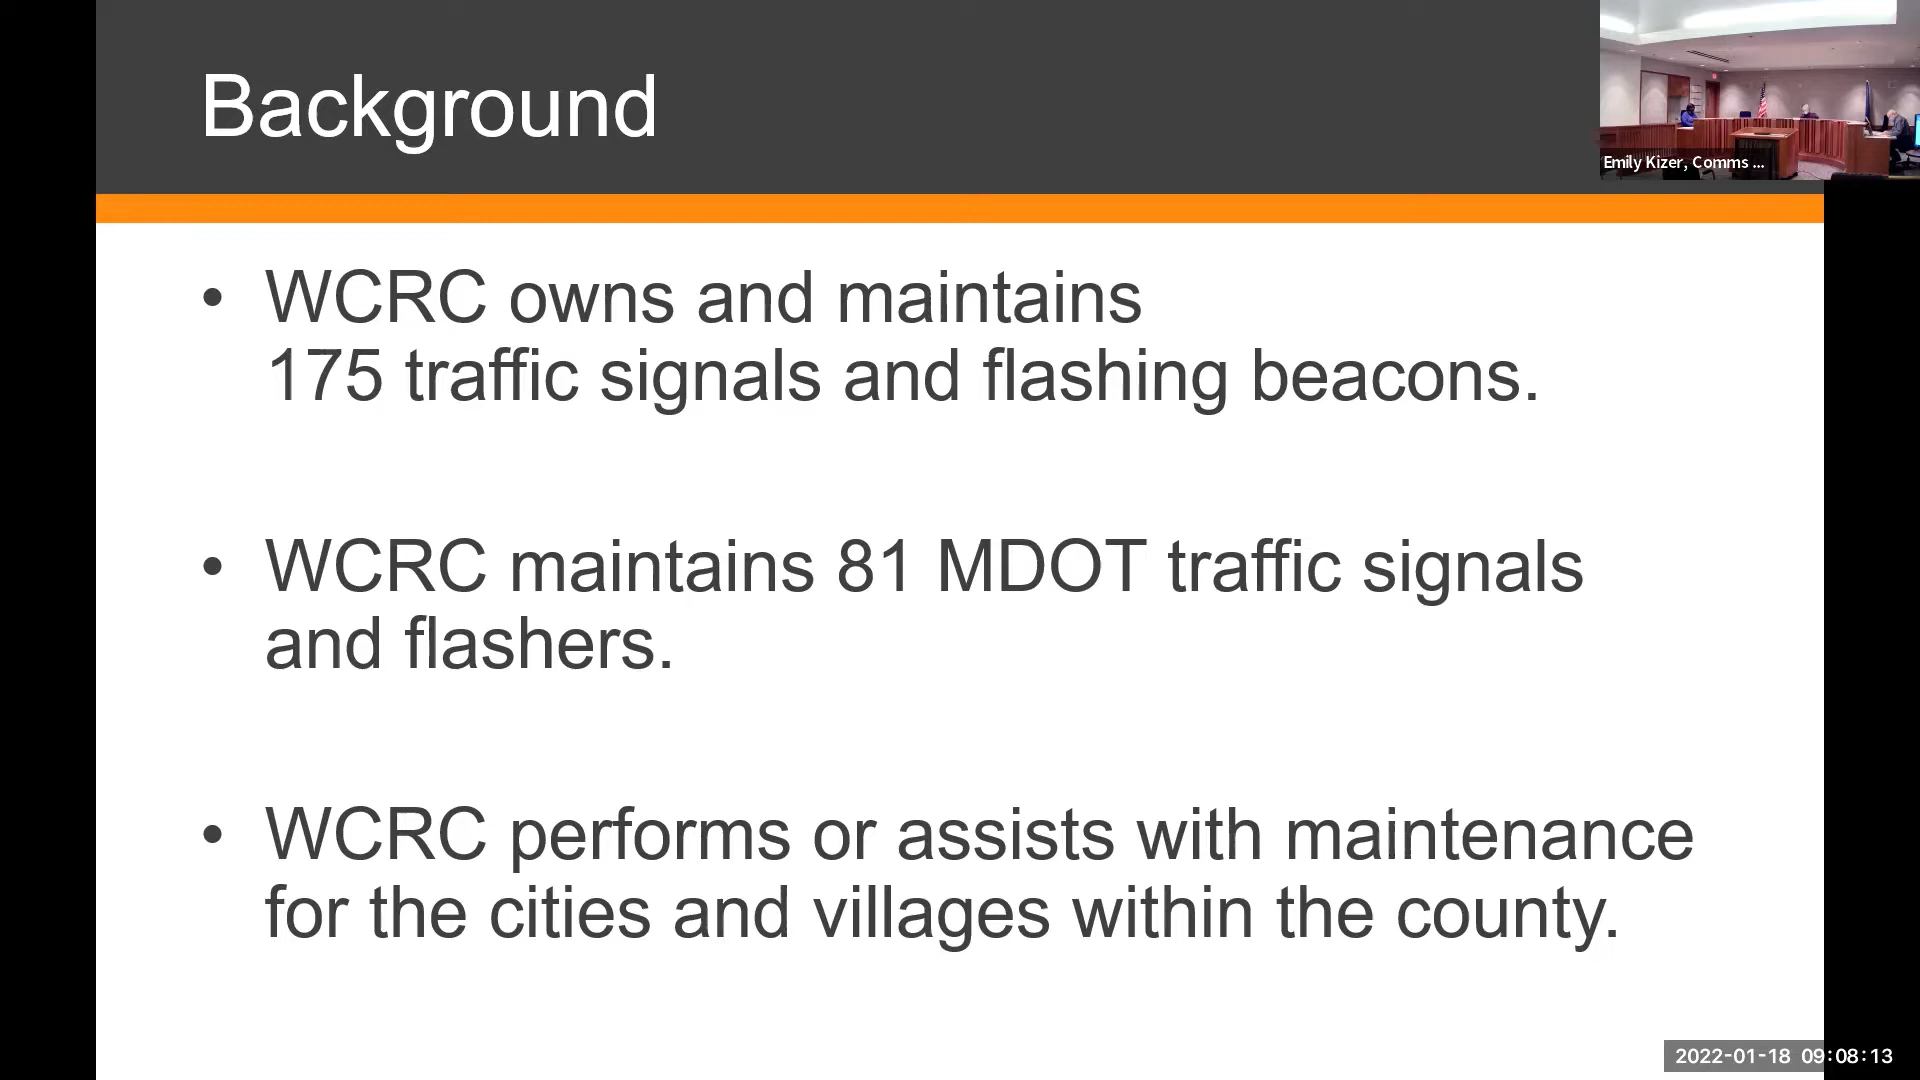 Background
Emily Kizer, Comms ...
• WCRC owns and maintains
175 traffic signals and flashing beacons.
• WCRC maintains 81 MDOT traffic signals
and flashers.
• WCRC performs or assists with maintenance
for the cities and villages within the county.
2022-01-18 09:08:13